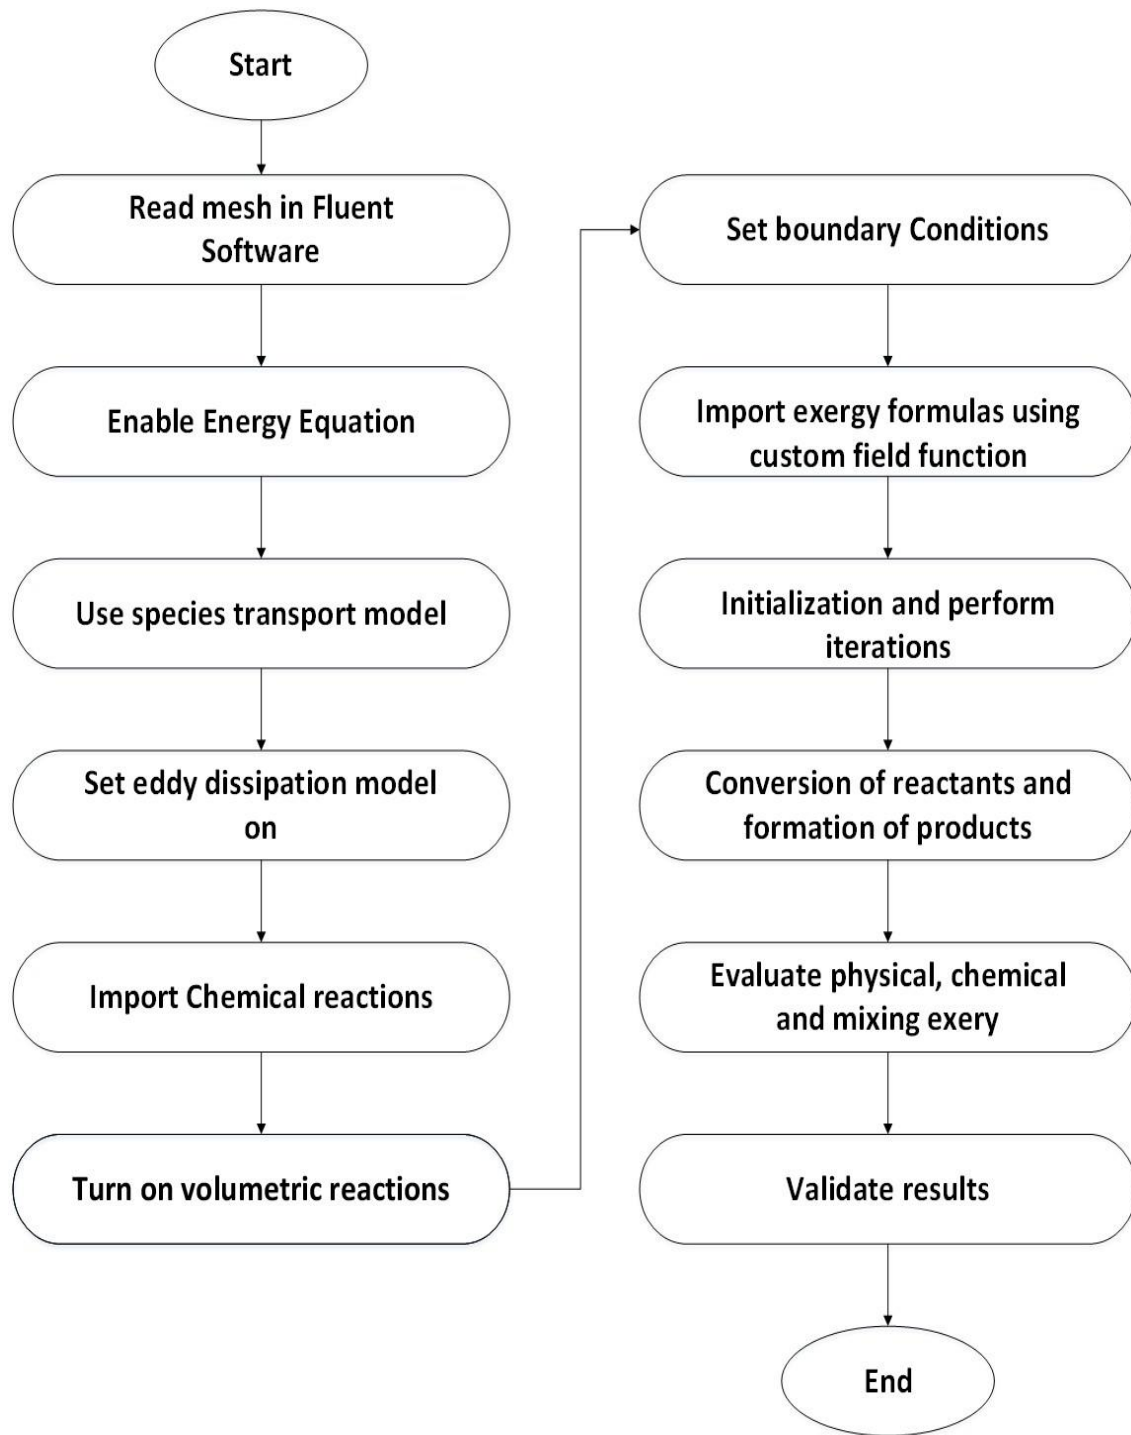 Start
Read mesh in Fluent
Software
Enable Energy Equation
Use species transport model
Set eddy dissipation model
on
Import Chemical reactions
Turn on volumetric reactions
Set boundary Conditions
Import exergy formulas using
custom field function
Initialization and perform
iterations
Conversion of reactants and
formation of products
Evaluate physical, chemical
and mixing exery
Validate results
End